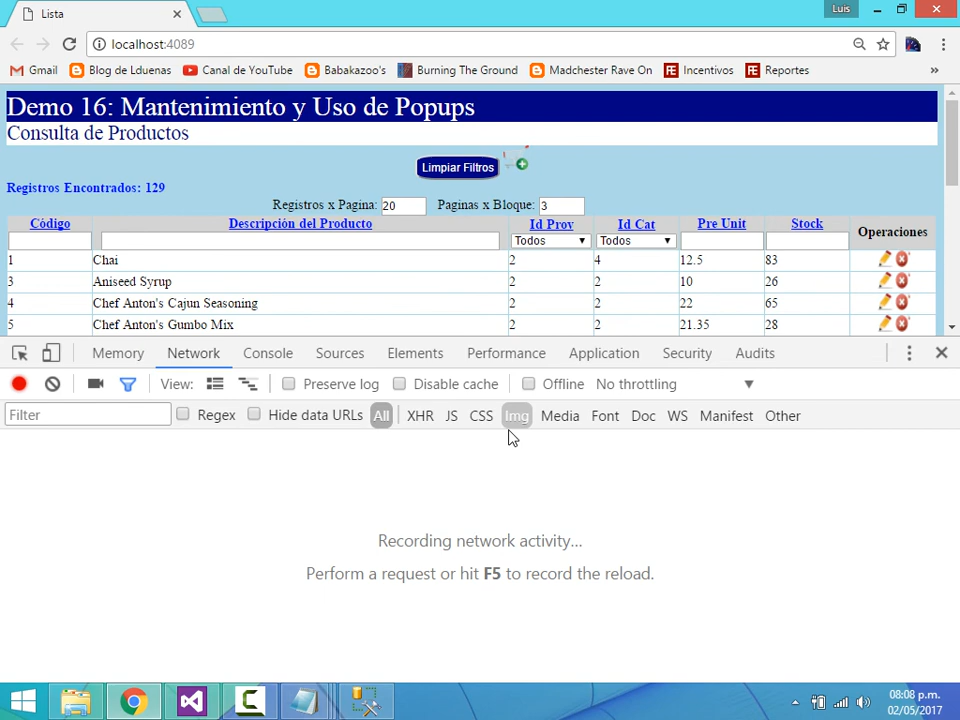 Lista
Luis
localhost:4089
Gmail Blog de Lduenas Canal de YouTube Babakazoo's Burning The Ground Madchester Rave On Incentivos Reportes »
Demo 16: Mantenimiento y Uso de Popups
Consulta de Productos
Limpiar Filtros
Registros Encontrados: 129
Registros x Pagina: 20 Paginas x Bloque: 3
Código Descripción del Producto Id Prov Id Cat Pre Unit Stock Operaciones
Todos Todos
1 Chai 2 4 12.5 83
3 Aniseed Syrup 2 2 10 26
4 Chef Anton's Cajun Seasoning 2 2 22 65
5 Chef Anton's Gumbo Mix 2 2 21.35 28
Memory Network Console Sources Elements Performance Application Security Audits
View: Preserve log Disable cache Offline No throttling
Filter Regex Hide data URLs All XHR JS CSS Img Media Font Doc WS Manifest Other
Recording network activity...
Perform a request or hit F5 to record the reload.
08:08 p.m.
02/05/2017